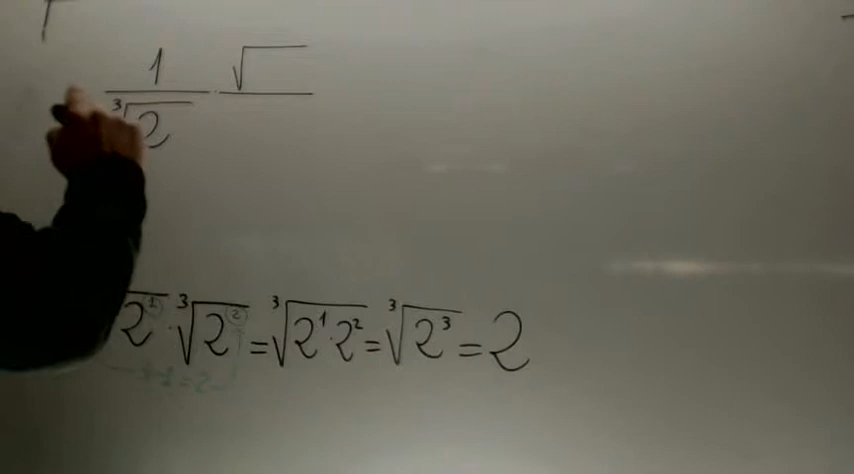 1/∛2 · √
√2¹ · ∛2² = ∛2¹·2² = ∛2³ = 2